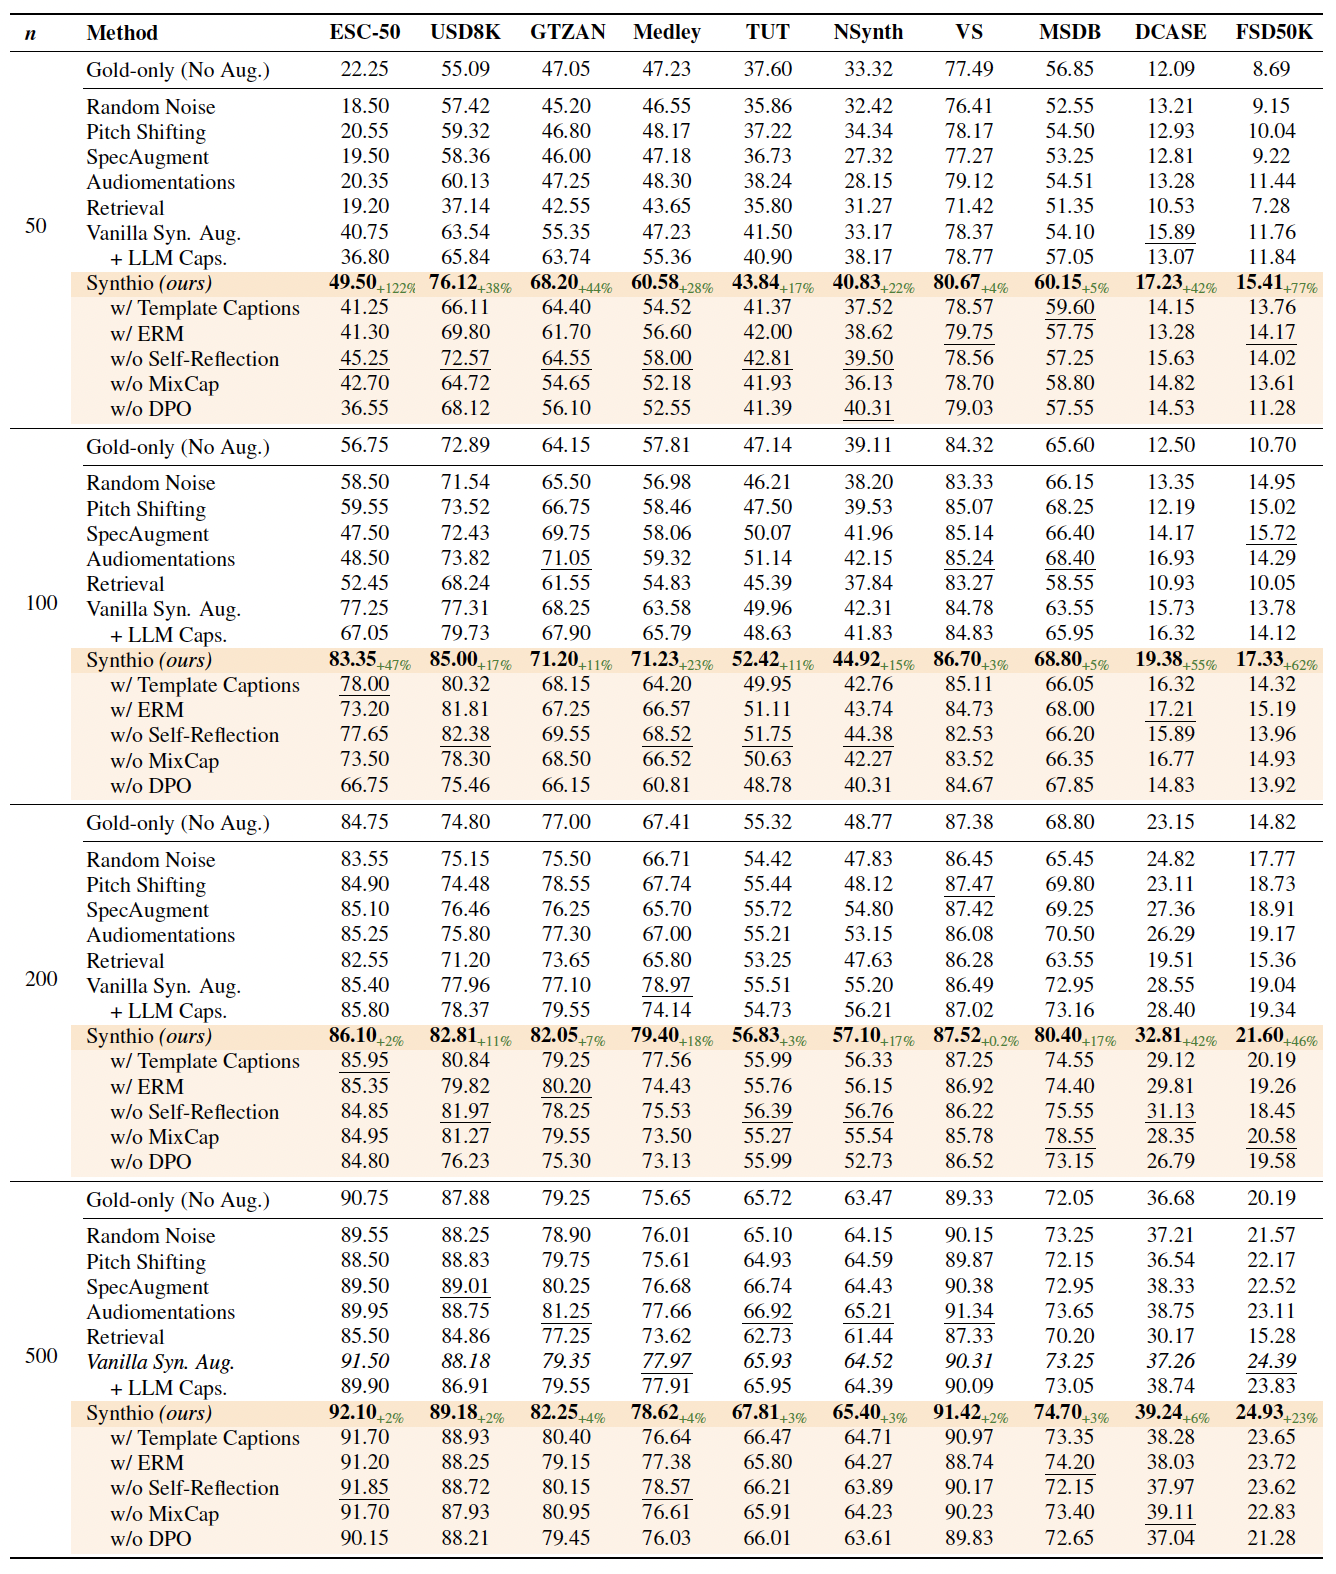 n Method ESC-50 USD8K GTZAN Medley TUT NSynth VS MSDB DCASE FSD50K
Gold-only (No Aug.) 22.25 55.09 47.05 47.23 37.60 33.32 77.49 56.85 12.09 8.69
Random Noise 18.50 57.42 45.20 46.55 35.86 32.42 76.41 52.55 13.21 9.15
Pitch Shifting 20.55 59.32 46.80 48.17 37.22 34.34 78.17 54.50 12.93 10.04
SpecAugment 19.50 58.36 46.00 47.18 36.73 27.32 77.27 53.25 12.81 9.22
Audiomentations 20.35 60.13 47.25 48.30 38.24 28.15 79.12 54.51 13.28 11.44
Retrieval 19.20 37.14 42.55 43.65 35.80 31.27 71.42 51.35 10.53 7.28
50
Vanilla Syn. Aug. 40.75 63.54 55.35 47.23 41.50 33.17 78.37 54.10 15.89 11.76
+ LLM Caps. 36.80 65.84 63.74 55.36 40.90 38.17 78.77 57.05 13.07 11.84
Synthio (ours) 49.50+122% 76.12+38% 68.20+44% 60.58+28% 43.84+17% 40.83+22% 80.67+4% 60.15+5% 17.23+42% 15.41+77%
w/ Template Captions 41.25 66.11 64.40 54.52 41.37 37.52 78.57 59.60 14.15 13.76
w/ ERM 41.30 69.80 61.70 56.60 42.00 38.62 79.75 57.75 13.28 14.17
w/o Self-Reflection 45.25 72.57 64.55 58.00 42.81 39.50 78.56 57.25 15.63 14.02
w/o MixCap 42.70 64.72 54.65 52.18 41.93 36.13 78.70 58.80 14.82 13.61
w/o DPO 36.55 68.12 56.10 52.55 41.39 40.31 79.03 57.55 14.53 11.28
Gold-only (No Aug.) 56.75 72.89 64.15 57.81 47.14 39.11 84.32 65.60 12.50 10.70
Random Noise 58.50 71.54 65.50 56.98 46.21 38.20 83.33 66.15 13.35 14.95
Pitch Shifting 59.55 73.52 66.75 58.46 47.50 39.53 85.07 68.25 12.19 15.02
SpecAugment 47.50 72.43 69.75 58.06 50.07 41.96 85.14 66.40 14.17 15.72
Audiomentations 48.50 73.82 71.05 59.32 51.14 42.15 85.24 68.40 16.93 14.29
Retrieval 52.45 68.24 61.55 54.83 45.39 37.84 83.27 58.55 10.93 10.05
100
Vanilla Syn. Aug. 77.25 77.31 68.25 63.58 49.96 42.31 84.78 63.55 15.73 13.78
+ LLM Caps. 67.05 79.73 67.90 65.79 48.63 41.83 84.83 65.95 16.32 14.12
Synthio (ours) 83.35+47% 85.00+17% 71.20+11% 71.23+23% 52.42+11% 44.92+15% 86.70+3% 68.80+5% 19.38+55% 17.33+62%
w/ Template Captions 78.00 80.32 68.15 64.20 49.95 42.76 85.11 66.05 16.32 14.32
w/ ERM 73.20 81.81 67.25 66.57 51.11 43.74 84.73 68.00 17.21 15.19
w/o Self-Reflection 77.65 82.38 69.55 68.52 51.75 44.38 82.53 66.20 15.89 13.96
w/o MixCap 73.50 78.30 68.50 66.52 50.63 42.27 83.52 66.35 16.77 14.93
w/o DPO 66.75 75.46 66.15 60.81 48.78 40.31 84.67 67.85 14.83 13.92
Gold-only (No Aug.) 84.75 74.80 77.00 67.41 55.32 48.77 87.38 68.80 23.15 14.82
Random Noise 83.55 75.15 75.50 66.71 54.42 47.83 86.45 65.45 24.82 17.77
Pitch Shifting 84.90 74.48 78.55 67.74 55.44 48.12 87.47 69.80 23.11 18.73
SpecAugment 85.10 76.46 76.25 65.70 55.72 54.80 87.42 69.25 27.36 18.91
Audiomentations 85.25 75.80 77.30 67.00 55.21 53.15 86.08 70.50 26.29 19.17
Retrieval 82.55 71.20 73.65 65.80 53.25 47.63 86.28 63.55 19.51 15.36
200
Vanilla Syn. Aug. 85.40 77.96 77.10 78.97 55.51 55.20 86.49 72.95 28.55 19.04
+ LLM Caps. 85.80 78.37 79.55 74.14 54.73 56.21 87.02 73.16 28.40 19.34
Synthio (ours) 86.10+2% 82.81+11% 82.05+7% 79.40+18% 56.83+3% 57.10+17% 87.52+0.2% 80.40+17% 32.81+42% 21.60+46%
w/ Template Captions 85.95 80.84 79.25 77.56 55.99 56.33 87.25 74.55 29.12 20.19
w/ ERM 85.35 79.82 80.20 74.43 55.76 56.15 86.92 74.40 29.81 19.26
w/o Self-Reflection 84.85 81.97 78.25 75.53 56.39 56.76 86.22 75.55 31.13 18.45
w/o MixCap 84.95 81.27 79.55 73.50 55.27 55.54 85.78 78.55 28.35 20.58
w/o DPO 84.80 76.23 75.30 73.13 55.99 52.73 86.52 73.15 26.79 19.58
Gold-only (No Aug.) 90.75 87.88 79.25 75.65 65.72 63.47 89.33 72.05 36.68 20.19
Random Noise 89.55 88.25 78.90 76.01 65.10 64.15 90.15 73.25 37.21 21.57
Pitch Shifting 88.50 88.83 79.75 75.61 64.93 64.59 89.87 72.15 36.54 22.17
SpecAugment 89.50 89.01 80.25 76.68 66.74 64.43 90.38 72.95 38.33 22.52
Audiomentations 89.95 88.75 81.25 77.66 66.92 65.21 91.34 73.65 38.75 23.11
Retrieval 85.50 84.86 77.25 73.62 62.73 61.44 87.33 70.20 30.17 15.28
500
Vanilla Syn. Aug. 91.50 88.18 79.35 77.97 65.93 64.52 90.31 73.25 37.26 24.39
+ LLM Caps. 89.90 86.91 79.55 77.91 65.95 64.39 90.09 73.05 38.74 23.83
Synthio (ours) 92.10+2% 89.18+2% 82.25+4% 78.62+4% 67.81+3% 65.40+3% 91.42+2% 74.70+3% 39.24+6% 24.93+23%
w/ Template Captions 91.70 88.93 80.40 76.64 66.47 64.71 90.97 73.35 38.28 23.65
w/ ERM 91.20 88.25 79.15 77.38 65.80 64.27 88.74 74.20 38.03 23.72
w/o Self-Reflection 91.85 88.72 80.15 78.57 66.21 63.89 90.17 72.15 37.97 23.62
w/o MixCap 91.70 87.93 80.95 76.61 65.91 64.23 90.23 73.40 39.11 22.83
w/o DPO 90.15 88.21 79.45 76.03 66.01 63.61 89.83 72.65 37.04 21.28